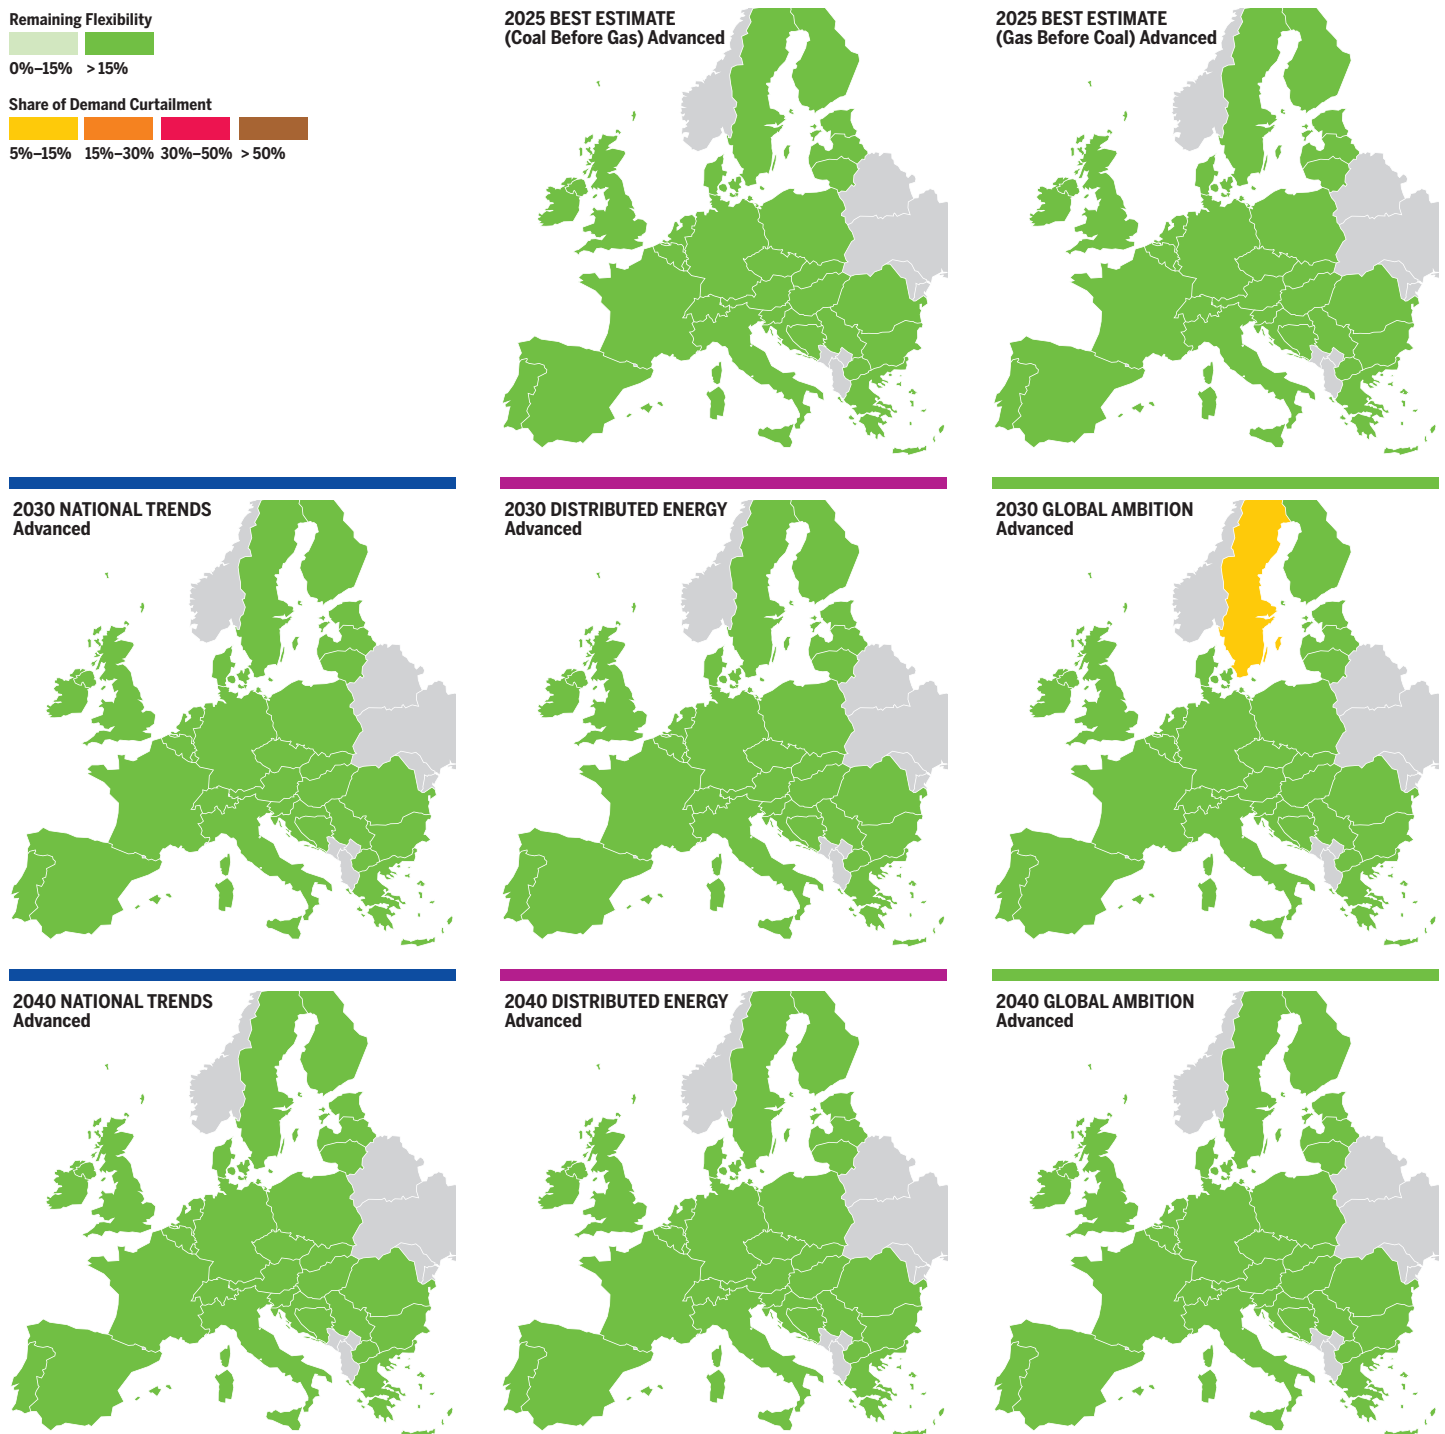 Remaining Flexibility
0%–15% > 15%
Share of Demand Curtailment
5%–15% 15%–30% 30%–50% > 50%
2025 BEST ESTIMATE
(Coal Before Gas) Advanced
2025 BEST ESTIMATE
(Gas Before Coal) Advanced
2030 NATIONAL TRENDS
Advanced
2030 DISTRIBUTED ENERGY
Advanced
2030 GLOBAL AMBITION
Advanced
2040 NATIONAL TRENDS
Advanced
2040 DISTRIBUTED ENERGY
Advanced
2040 GLOBAL AMBITION
Advanced